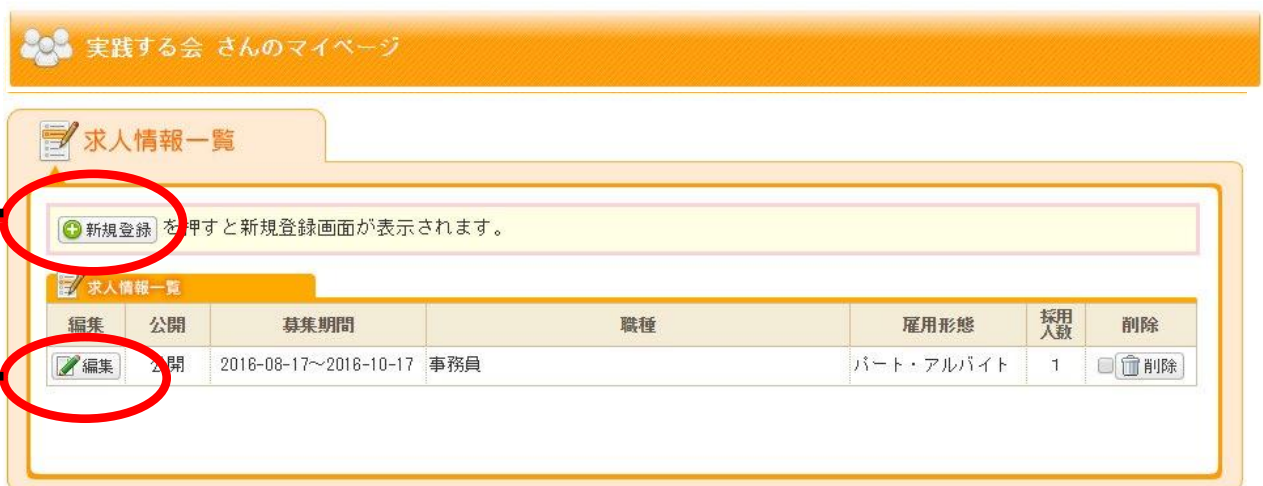 実践する会 さんのマイページ
求人情報一覧
新規登録 を押すと新規登録画面が表示されます。
求人情報一覧
編集 公開 募集期間 職種 雇用形態 採用人数 削除
編集 公開 2016-08-17～2016-10-17 事務員 パート・アルバイト 1 削除